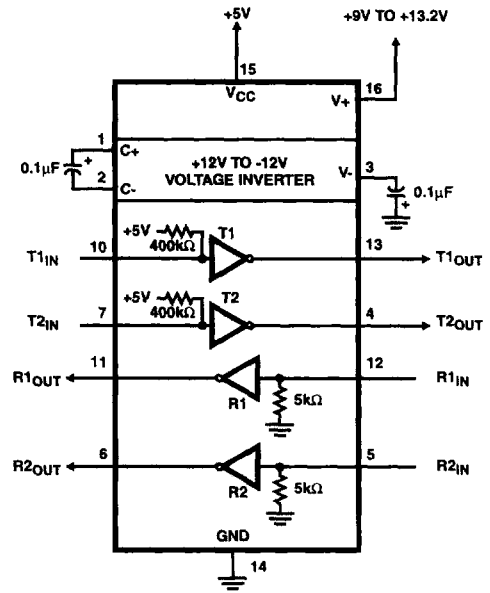 +5V
+9V TO +13.2V
15
VCC
16
V+
1
C+
+
0.1µF
2
C-
+12V TO -12V
VOLTAGE INVERTER
V-
3
0.1µF
+
+5V
400kΩ
T1
T1IN
10
13
T1OUT
+5V
400kΩ
T2
T2IN
7
4
T2OUT
R1OUT
11
R1
5kΩ
12
R1IN
R2OUT
6
R2
5kΩ
5
R2IN
GND
14